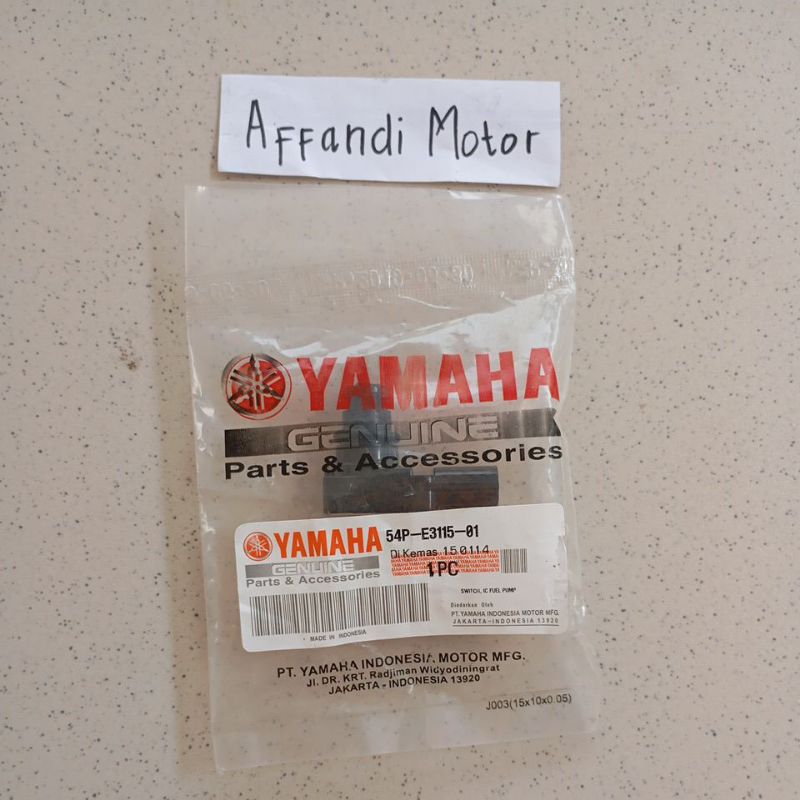 Affandi Motor
YAMAHA
GENUINE
Parts & Accessories
YAMAHA
GENUINE
Parts & Accessories
54P-E3115-01
Di Kemas 150114
1PC
SWITCH, IC FUEL PUMP
Diedarkan Oleh
PT. YAMAHA INDONESIA MOTOR MFG.
JAKARTA-INDONESIA 13920
MADE IN INDONESIA
PT. YAMAHA INDONESIA MOTOR MFG.
Jl. DR. KRT. Radjiman Widyodiningrat
JAKARTA - INDONESIA 13920
J003(15x10x0.05)